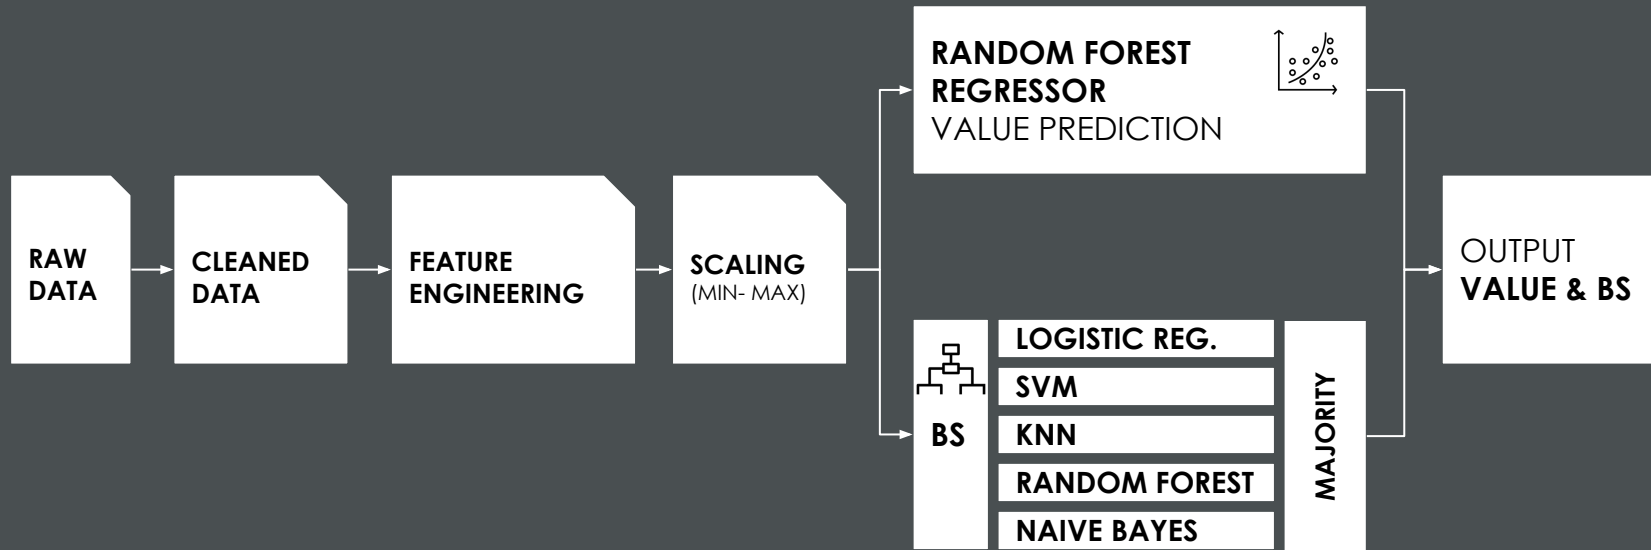 RAW
DATA
CLEANED
DATA
FEATURE
ENGINEERING
SCALING
(MIN- MAX)
RANDOM FOREST
REGRESSOR
VALUE PREDICTION
BS
LOGISTIC REG.
SVM
KNN
RANDOM FOREST
NAIVE BAYES
MAJORITY
OUTPUT
VALUE & BS